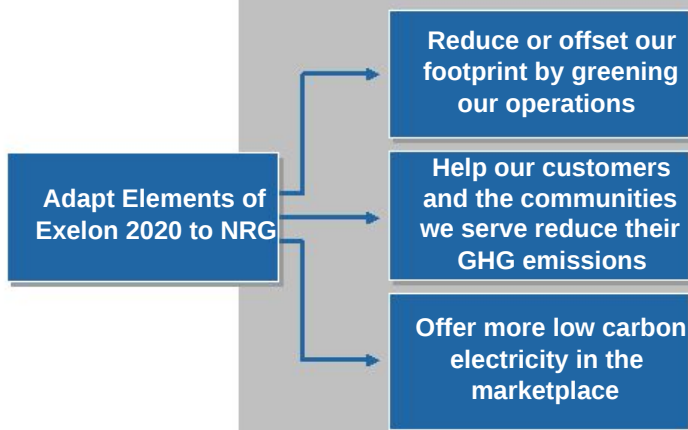 Adapt Elements of
Exelon 2020 to NRG
Reduce or offset our
footprint by greening
our operations
Help our customers
and the communities
we serve reduce their
GHG emissions
Offer more low carbon
electricity in the
marketplace